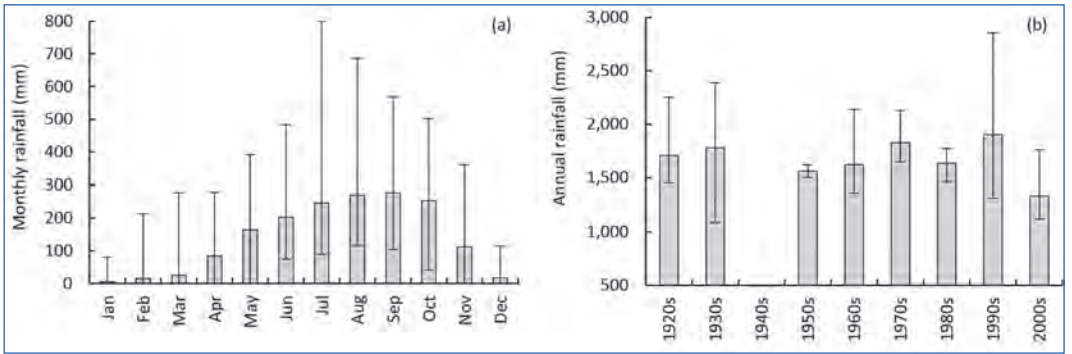 (a)
Monthly rainfall (mm)
800
700
600
500
400
300
200
100
0
Jan
Feb
Mar
Apr
May
Jun
Jul
Aug
Sep
Oct
Nov
Dec
(b)
Annual rainfall (mm)
3,000
2,500
2,000
1,500
1,000
500
1920s
1930s
1940s
1950s
1960s
1970s
1980s
1990s
2000s